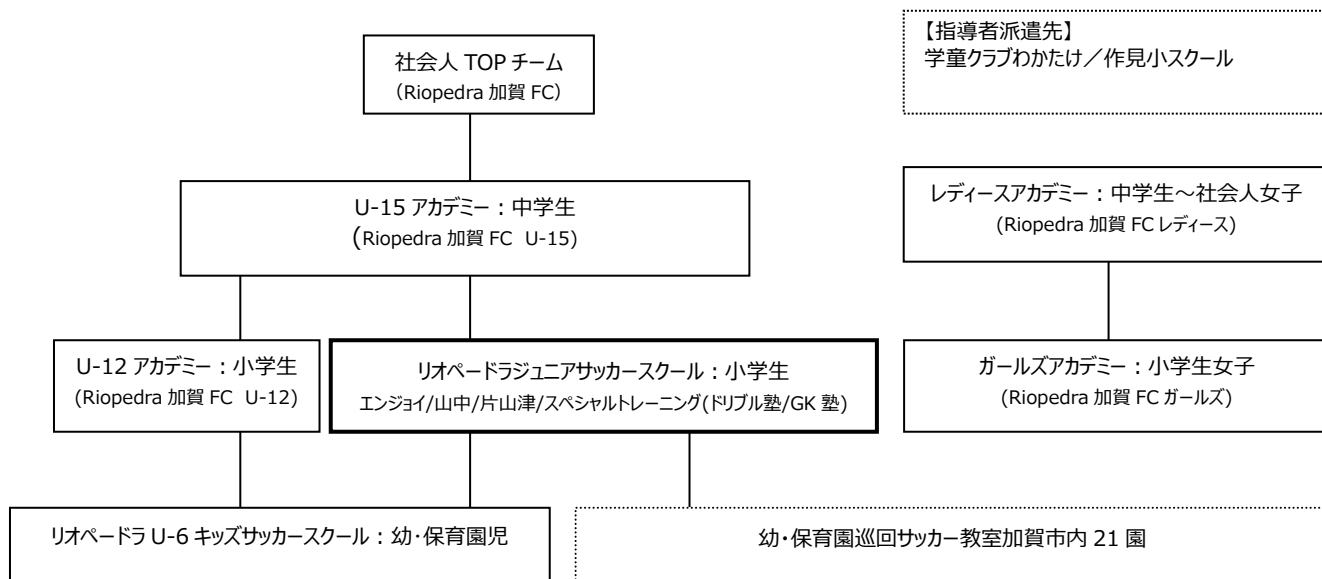 社会人 TOP チーム
（Riopedra 加賀 FC）
【指導者派遣先】
学童クラブわかたけ／作見小スクール
U-15 アカデミー：中学生
(Riopedra 加賀 FC U-15)
レディースアカデミー：中学生～社会人女子
(Riopedra 加賀 FC レディース)
U-12 アカデミー：小学生
(Riopedra 加賀 FC U-12)
リオペードラジュニアサッカースクール：小学生
エンジョイ/山中/片山津/スペシャルトレーニング(ドリブル塾/GK 塾)
ガールズアカデミー：小学生女子
(Riopedra 加賀 FC ガールズ)
リオペードラ U-6 キッズサッカースクール：幼・保育園児
幼・保育園巡回サッカー教室加賀市内 21 園